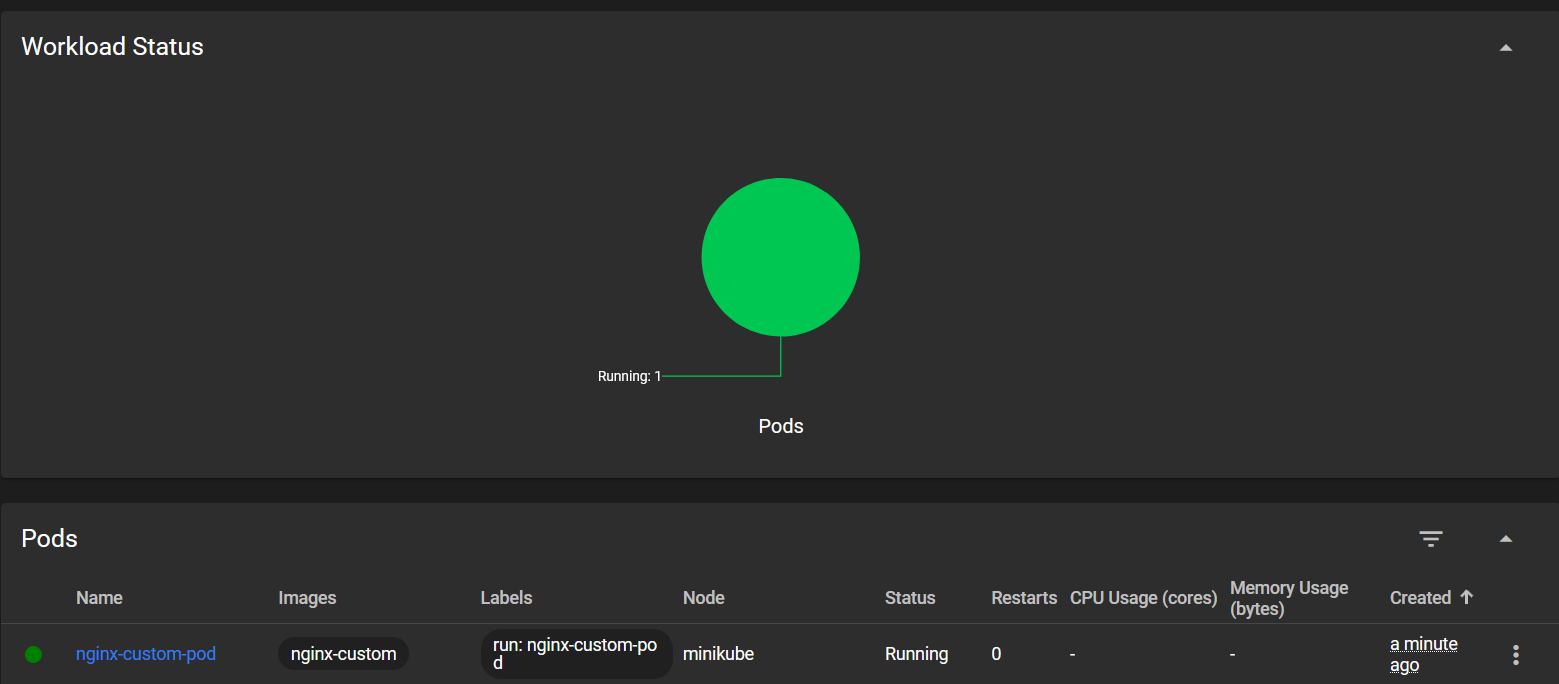 Workload Status
Running: 1
Pods
Pods
Name Images Labels Node Status Restarts CPU Usage (cores) Memory Usage
(bytes) Created
nginx-custom-pod nginx-custom run: nginx-custom-po
d minikube Running 0 - - a minute
ago